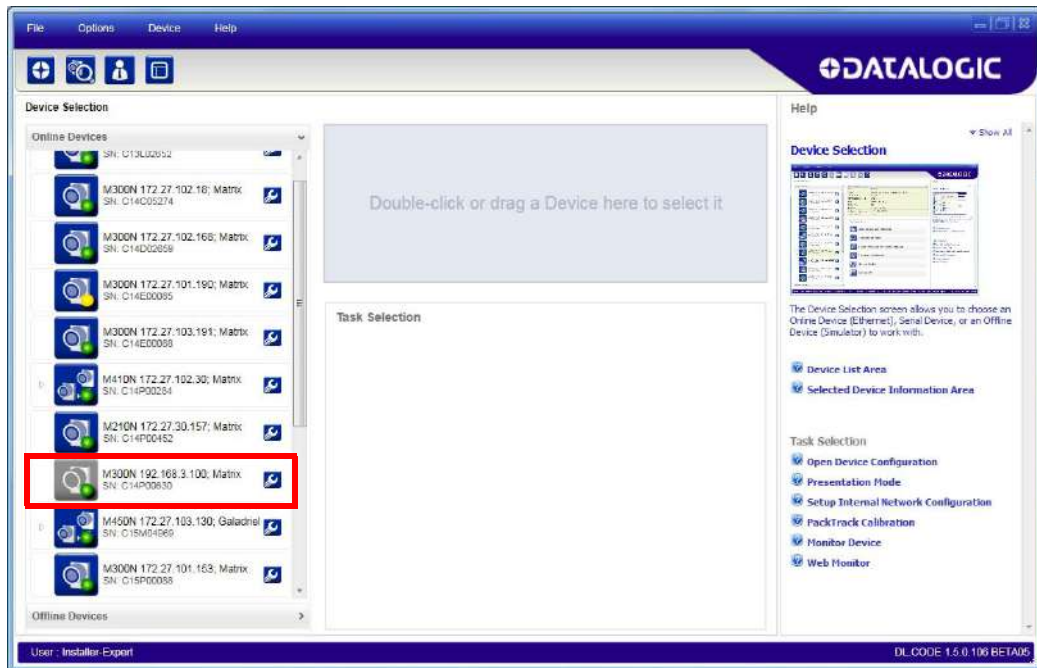 File Options Device Help
DATALOGIC
Device Selection
Online Devices
SN: C13L02652
M300N 172.27.102.18; Matrix
SN: C14C05274
M300N 172.27.102.166; Matrix
SN: C14D02659
M300N 172.27.101.190; Matrix
SN: C14E00085
M300N 172.27.103.191; Matrix
SN: C14E00088
M410N 172.27.102.30; Matrix
SN: C14P00284
M210N 172.27.30.157; Matrix
SN: C14P00452
M300N 192.168.3.100; Matrix
SN: C14P00630
M450N 172.27.103.130; Galadriel
SN: C15M04969
M300N 172.27.101.163; Matrix
SN: C15P00088
Offline Devices
Double-click or drag a Device here to select it
Task Selection
Help
Show All
Device Selection
The Device Selection screen allows you to choose an
Online Device (Ethernet), Serial Device, or an Offline
Device (Simulator) to work with.
Device List Area
Selected Device Information Area
Task Selection
Open Device Configuration
Presentation Mode
Setup Internal Network Configuration
PackTrack Calibration
Monitor Device
Web Monitor
User : Installer-Expert
DL.CODE 1.5.0.106 BETA05